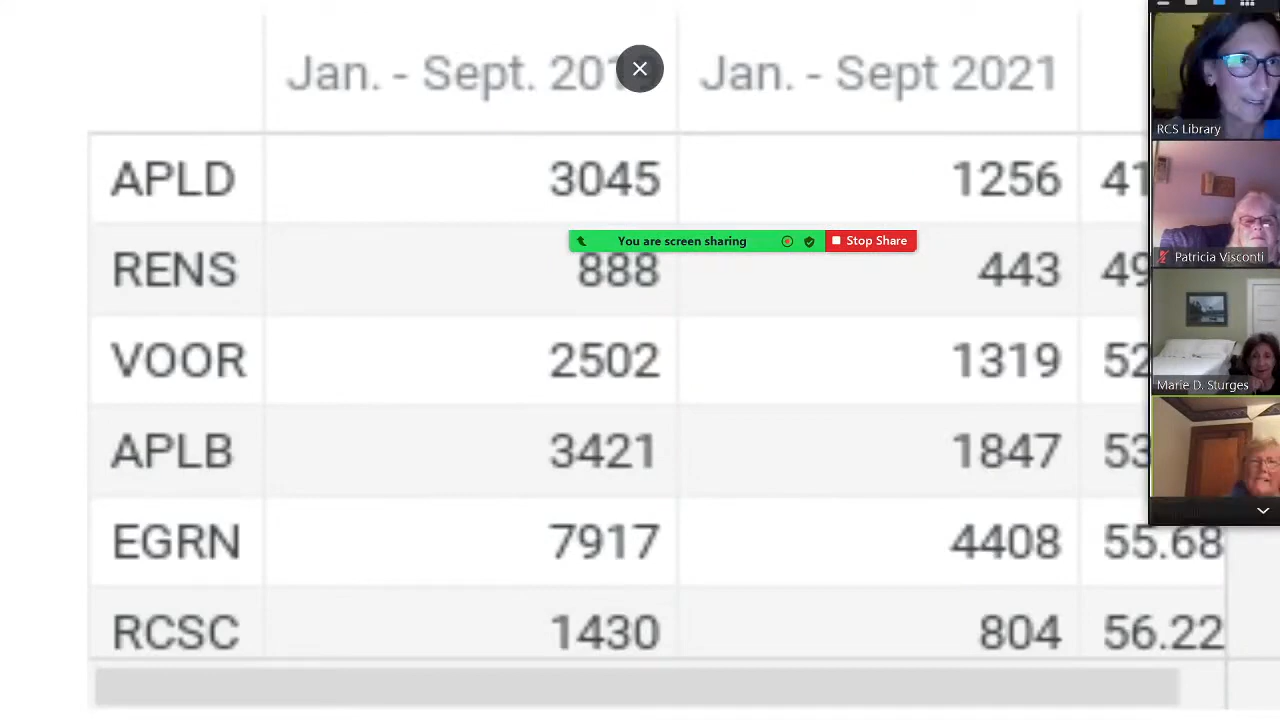 Jan. - Sept. Jan. - Sept 2021
RCS Library
APLD 3045 1256 41
Patricia Visconti
You are screen sharing Stop Share
RENS 888 443 49
VOOR 2502 1319 52
Marie D. Sturges
APLB 3421 1847 53
EGRN 7917 4408 55.68
RCSC 1430 804 56.22